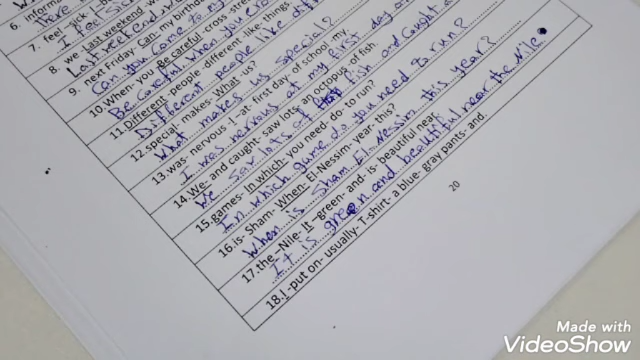 6. inform
here
7. feel -sick-I-b
I feel sick
8. we -Last weekend- w
Last weekend
9. next Friday- Can- my birthda
Can you come to my
10.When- you- Be careful- cross-street
Be careful when you
11.Different- people -different- like- things.
Different people like diff
12.special- makes- What -us?
What makes us special?
13.was- nervous -I -at first day- of school- my.
I was nervous at my first day
14.We- and caught- saw lots- an octopus- of fish.
We saw lots of fish and caught
15.games- In which- you need- do- to run?
In which game do you need to run?
16.is- Sham- When- El-Nessim- year- this?
When is Sham El-Nessim this year?
17.the –Nile- It -green- and- is- beautiful near
It is green and beautiful near the Nile.
18.I -put on- usually- T-shirt- a blue- gray pants- and.
20
Made with
VideoShow